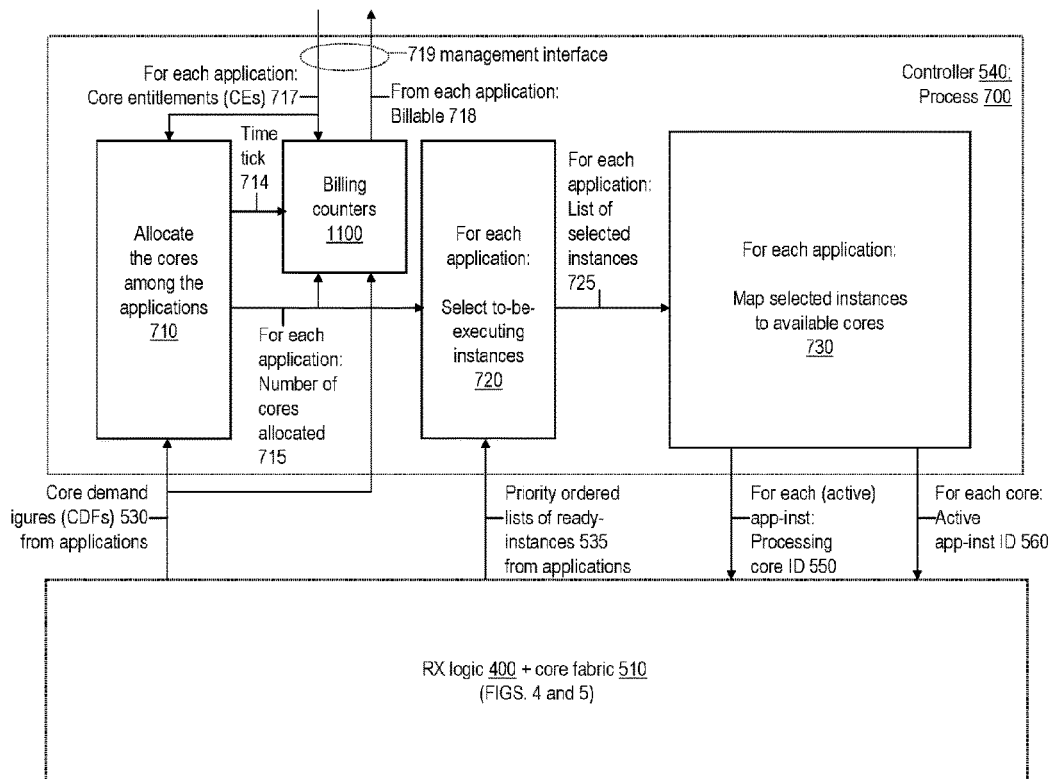 719 management interface
For each application:
Core entitlements (CEs) 717
From each application:
Billable 718
Controller 540;
Process 700
Time
tick
714
Billing
counters
1100
Allocate
the cores
among the
applications
710
For each
application:
Select to-be-
executing
instances
720
For each
application:
List of
selected
instances
725
For each application:
Map selected instances
to available cores
730
For each
application:
Number of
cores
allocated
715
Core demand
igures (CDFs) 530
from applications
Priority ordered
lists of ready-
instances 535
from applications
For each (active)
app-inst:
Processing
core ID 550
For each core:
Active
app-inst ID 560
RX logic 400 + core fabric 510
(FIGS. 4 and 5)